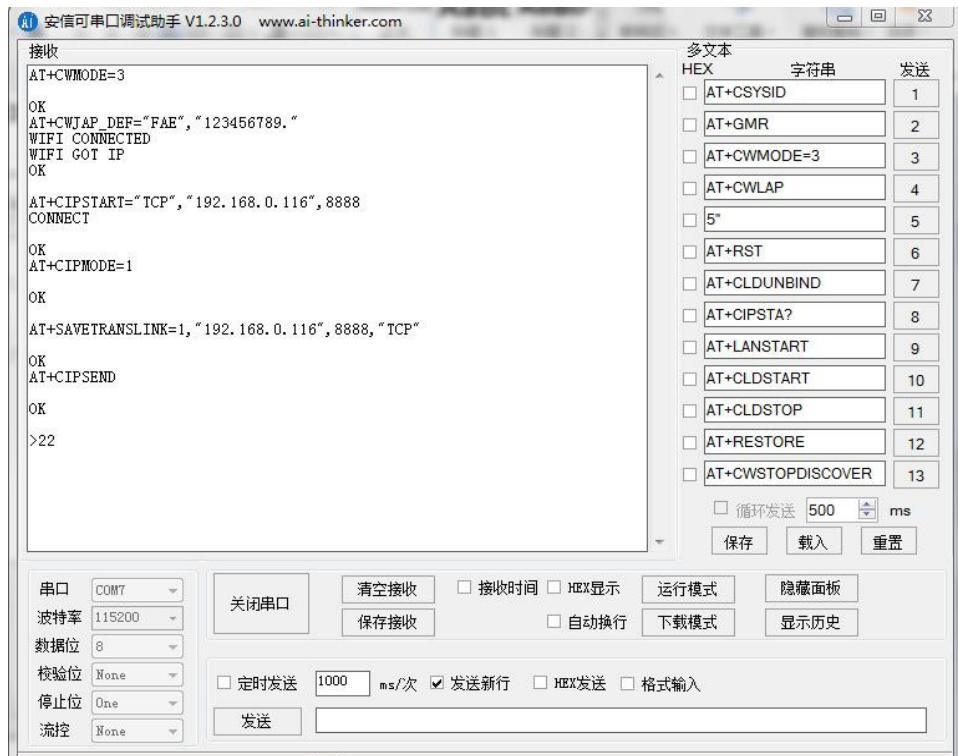 安信可串口调试助手 V1.2.3.0 www.ai-thinker.com
接收
AT+CWMODE=3
OK
AT+CWJAP_DEF="FAE","123456789."
WIFI CONNECTED
WIFI GOT IP
OK
AT+CIPSTART="TCP","192.168.0.116",8888
CONNECT
OK
AT+CIPMODE=1
OK
AT+SAVETRANSLINK=1,"192.168.0.116",8888,"TCP"
OK
AT+CIPSEND
OK
>22
多文本
HEX 字符串 发送
AT+CSYSID 1
AT+GMR 2
AT+CWMODE=3 3
AT+CWLAP 4
5" 5
AT+RST 6
AT+CLDUNBIND 7
AT+CIPSTA? 8
AT+LANSTART 9
AT+CLDSTART 10
AT+CLDSTOP 11
AT+RESTORE 12
AT+CWSTOPDISCOVER 13
循环发送 500 ms
保存 载入 重置
串口 COM7
波特率 115200
数据位 8
校验位 None
停止位 One
流控 None
关闭串口 清空接收 接收时间 HEX显示 运行模式 隐藏面板
保存接收 自动换行 下载模式 显示历史
定时发送 1000 ms/次 发送新行 HEX发送 格式输入
发送